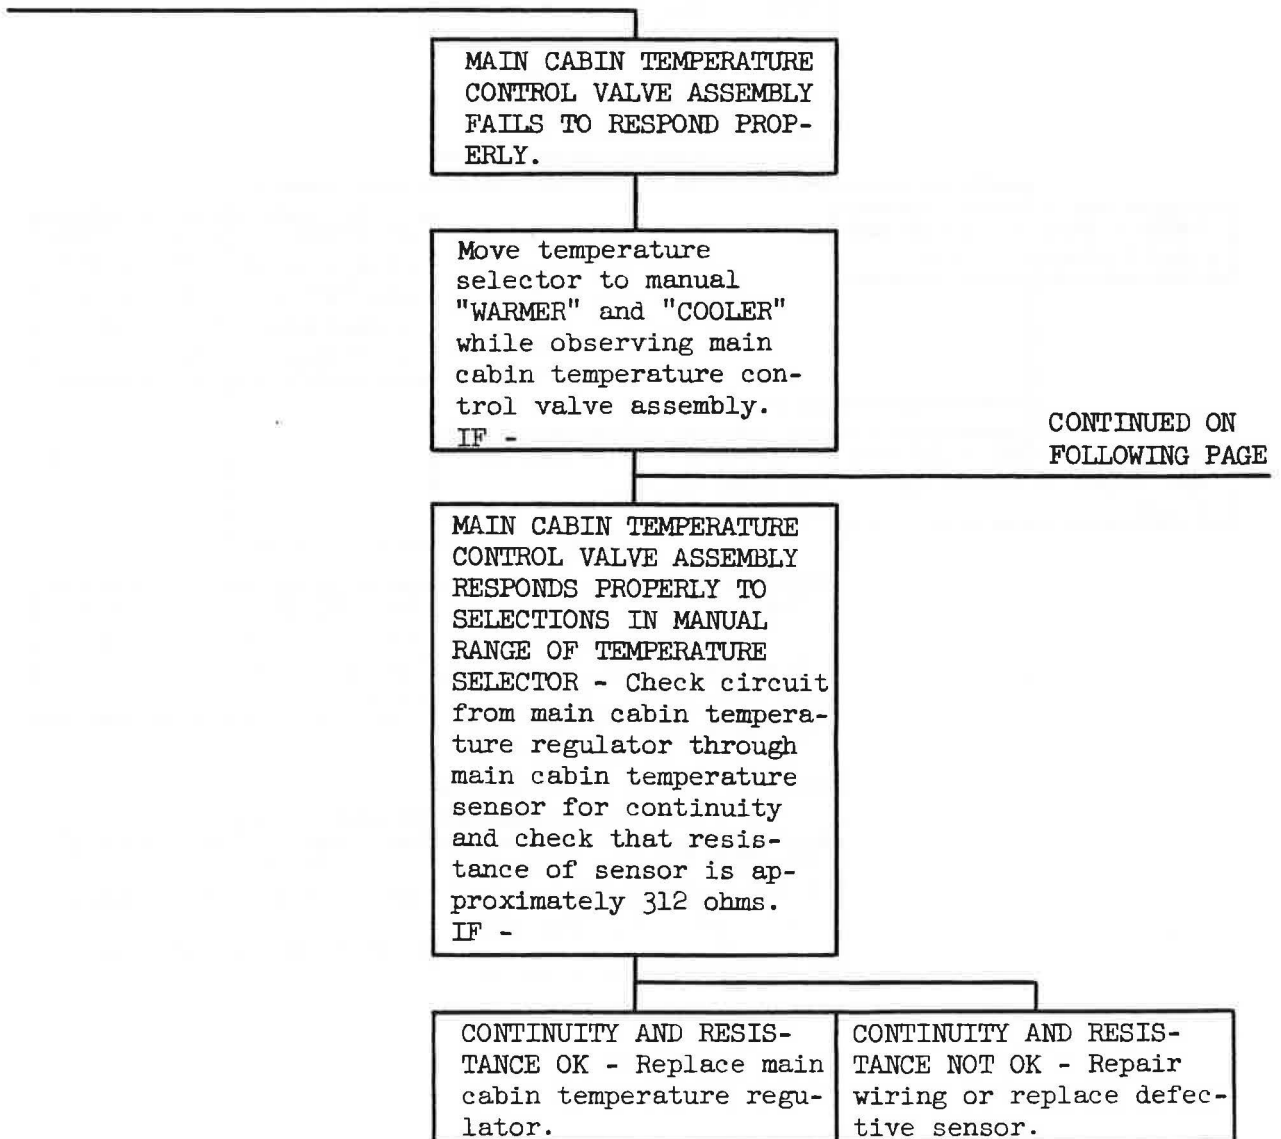 MAIN CABIN TEMPERATURE
CONTROL VALVE ASSEMBLY
FAILS TO RESPOND PROP-
ERLY.
Move temperature
selector to manual
"WARMER" and "COOLER"
while observing main
cabin temperature con-
trol valve assembly.
IF -
CONTINUED ON
FOLLOWING PAGE
MAIN CABIN TEMPERATURE
CONTROL VALVE ASSEMBLY
RESPONDS PROPERLY TO
SELECTIONS IN MANUAL
RANGE OF TEMPERATURE
SELECTOR - Check circuit
from main cabin tempera-
ture regulator through
main cabin temperature
sensor for continuity
and check that resis-
tance of sensor is ap-
proximately 312 ohms.
IF -
CONTINUITY AND RESIS-
TANCE OK - Replace main
cabin temperature regu-
lator.
CONTINUITY AND RESIS-
TANCE NOT OK - Repair
wiring or replace defec-
tive sensor.